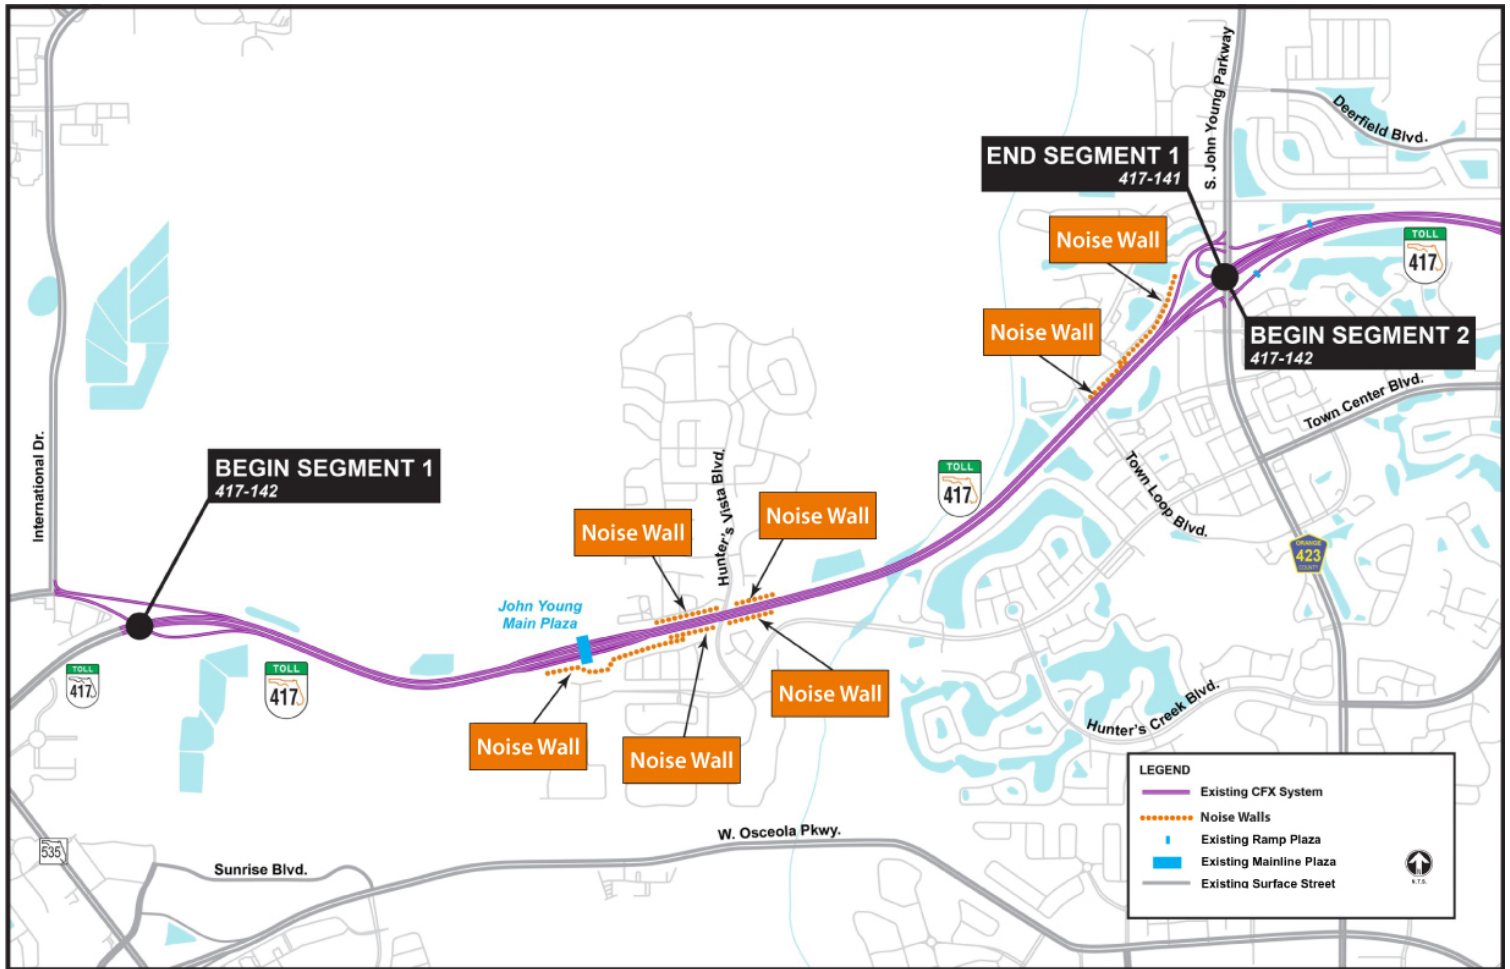 S. John Young Parkway
Deerfield Blvd.
END SEGMENT 1
417-141
Noise Wall
TOLL
417
Noise Wall
BEGIN SEGMENT 2
417-142
Town Center Blvd.
International Dr.
BEGIN SEGMENT 1
417-142
Hunter's Vista Blvd.
TOLL
417
Town Loop Blvd.
Noise Wall
Noise Wall
ORANGE
423
COUNTY
John Young
Main Plaza
TOLL
417
TOLL
417
Noise Wall
Noise Wall
Noise Wall
Hunter's Creek Blvd.
LEGEND
Existing CFX System
Noise Walls
Existing Ramp Plaza
Existing Mainline Plaza
Existing Surface Street
N.T.S.
W. Osceola Pkwy.
535
Sunrise Blvd.